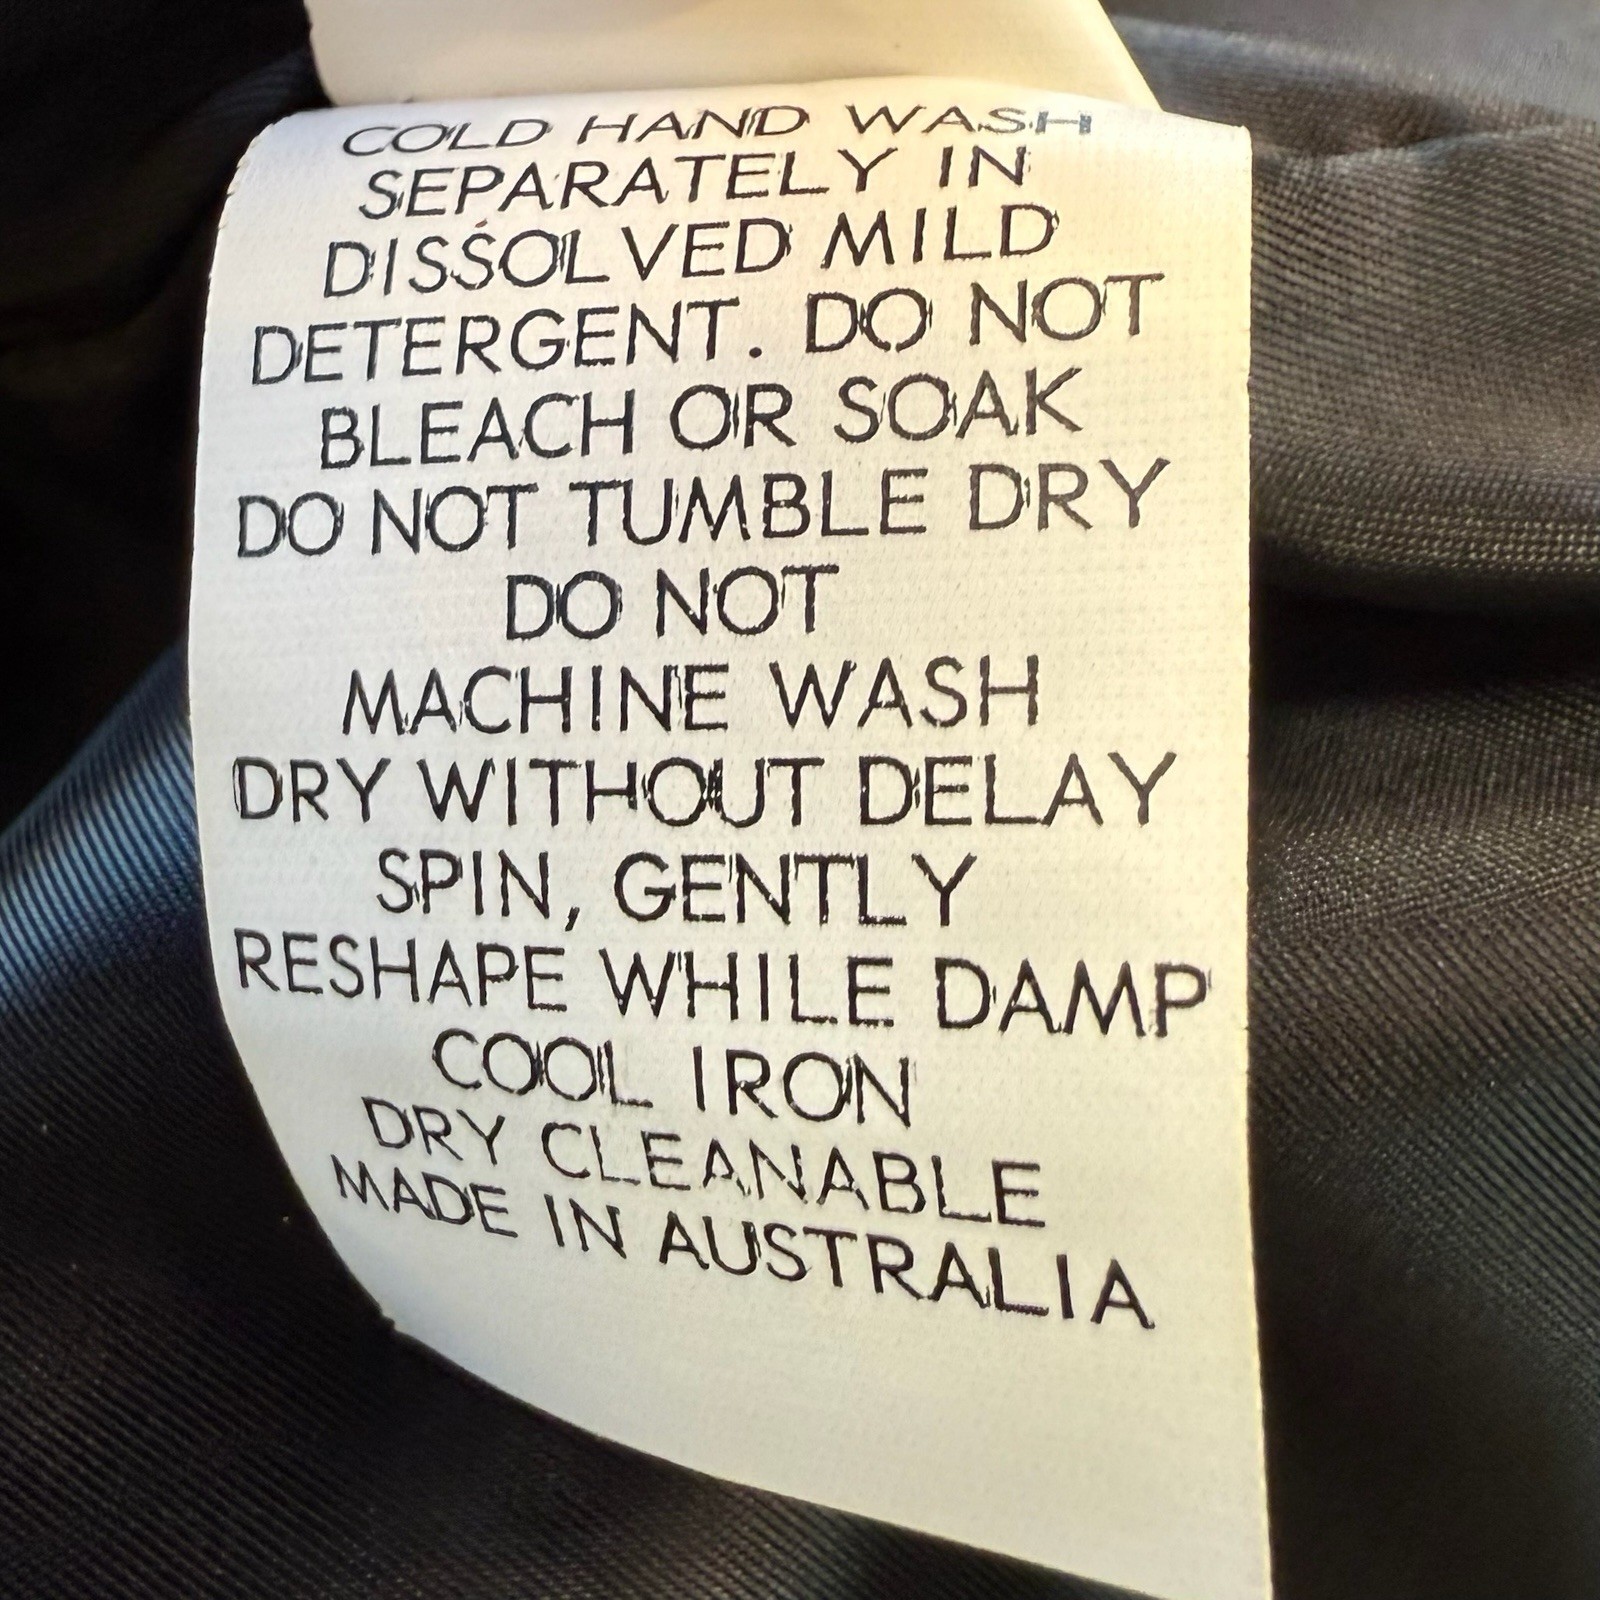 COLD HAND WASH
SEPARATELY IN
DISSOLVED MILD
DETERGENT. DO NOT
BLEACH OR SOAK
DO NOT TUMBLE DRY
DO NOT
MACHINE WASH
DRY WITHOUT DELAY
SPIN, GENTLY
RESHAPE WHILE DAMP
COOL IRON
DRY CLEANABLE
MADE IN AUSTRALIA